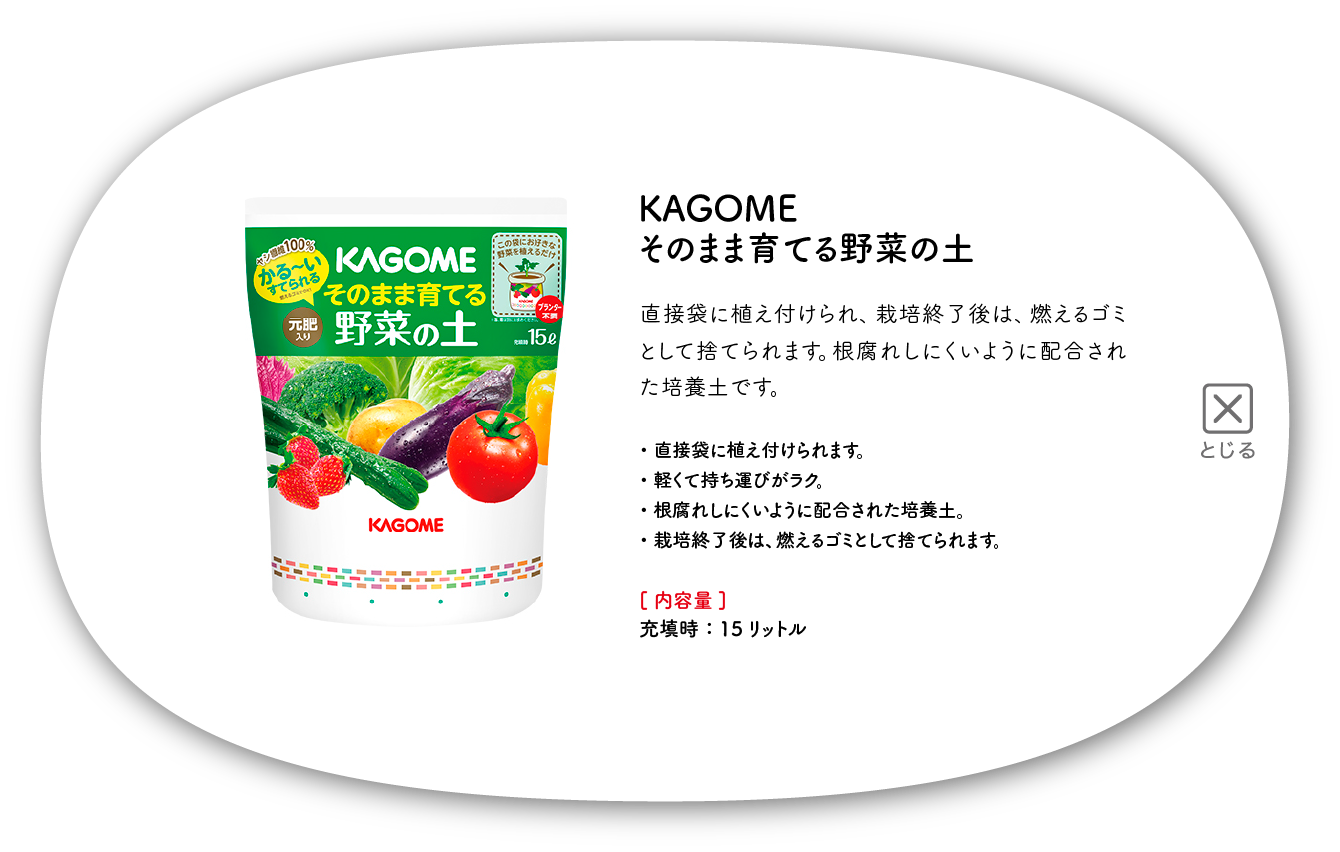 KAGOME
そのまま育てる野菜の土
直接袋に植え付けられ、栽培終了後は、燃えるゴミ
として捨てられます。根腐れしにくいように配合され
た培養土です。
・直接袋に植え付けられます。
・軽くて持ち運びがラク。
・根腐れしにくいように配合された培養土。
・栽培終了後は、燃えるゴミとして捨てられます。
[ 内容量 ]
充填時：15リットル
とじる
ヤシ繊維100%
かる～い
すてられる
KAGOME
そのまま育てる
野菜の土
元肥
入り
この袋にお好きな
野菜を植えるだけ
プランター
不要
充填時15ℓ
KAGOME